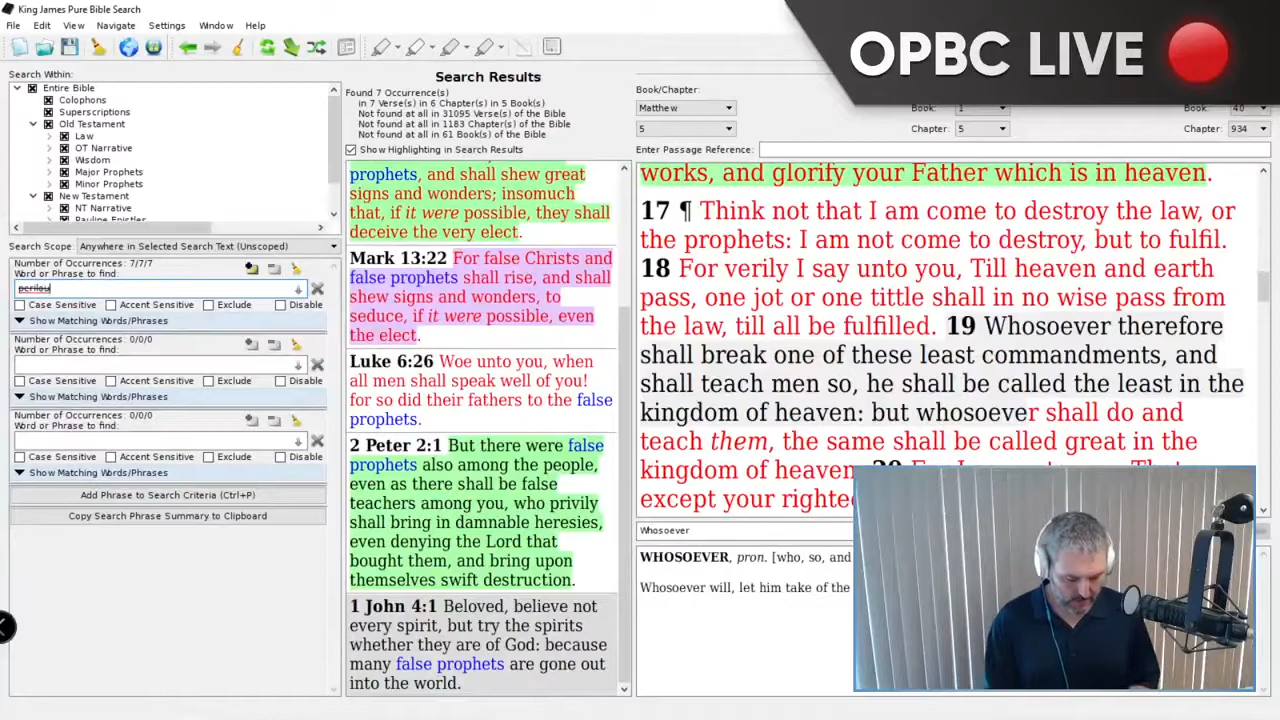 King James Pure Bible Search
File Edit View Navigate Settings Window Help
OPBC LIVE
Search Within:
Entire Bible
Colophons
Superscriptions
Old Testament
Law
OT Narrative
Wisdom
Major Prophets
Minor Prophets
New Testament
NT Narrative
Pauline Epistles
Search Scope: Anywhere in Selected Search Text (Unscoped)
Number of Occurrences: 7/7/7
Word or Phrase to find:
perilou
Case Sensitive Accent Sensitive Exclude Disable
Show Matching Words/Phrases
Number of Occurrences: 0/0/0
Word or Phrase to find:
Case Sensitive Accent Sensitive Exclude Disable
Show Matching Words/Phrases
Number of Occurrences: 0/0/0
Word or Phrase to find:
Case Sensitive Accent Sensitive Exclude Disable
Show Matching Words/Phrases
Add Phrase to Search Criteria (Ctrl+P)
Copy Search Phrase Summary to Clipboard
Search Results
Found 7 Occurrence(s)
in 7 Verse(s) in 6 Chapter(s) in 5 Book(s)
Not found at all in 31095 Verse(s) of the Bible
Not found at all in 1183 Chapter(s) of the Bible
Not found at all in 61 Book(s) of the Bible
Show Highlighting in Search Results
prophets, and shall shew great
signs and wonders; insomuch
that, if it were possible, they shall
deceive the very elect.
Mark 13:22 For false Christs and
false prophets shall rise, and shall
shew signs and wonders, to
seduce, if it were possible, even
the elect.
Luke 6:26 Woe unto you, when
all men shall speak well of you!
for so did their fathers to the false
prophets.
2 Peter 2:1 But there were false
prophets also among the people,
even as there shall be false
teachers among you, who privily
shall bring in damnable heresies,
even denying the Lord that
bought them, and bring upon
themselves swift destruction.
1 John 4:1 Beloved, believe not
every spirit, but try the spirits
whether they are of God: because
many false prophets are gone out
into the world.
Book/Chapter:
Matthew Book: 1 Book: 40
5 Chapter: 5 Chapter: 934
Enter Passage Reference:
works, and glorify your Father which is in heaven.
17 ¶ Think not that I am come to destroy the law, or
the prophets: I am not come to destroy, but to fulfil.
18 For verily I say unto you, Till heaven and earth
pass, one jot or one tittle shall in no wise pass from
the law, till all be fulfilled. 19 Whosoever therefore
shall break one of these least commandments, and
shall teach men so, he shall be called the least in the
kingdom of heaven: but whosoever shall do and
teach them, the same shall be called great in the
kingdom of heaven.
except your righte
Whosoever
WHOSOEVER, pron. [who, so, and
Whosoever will, let him take of the